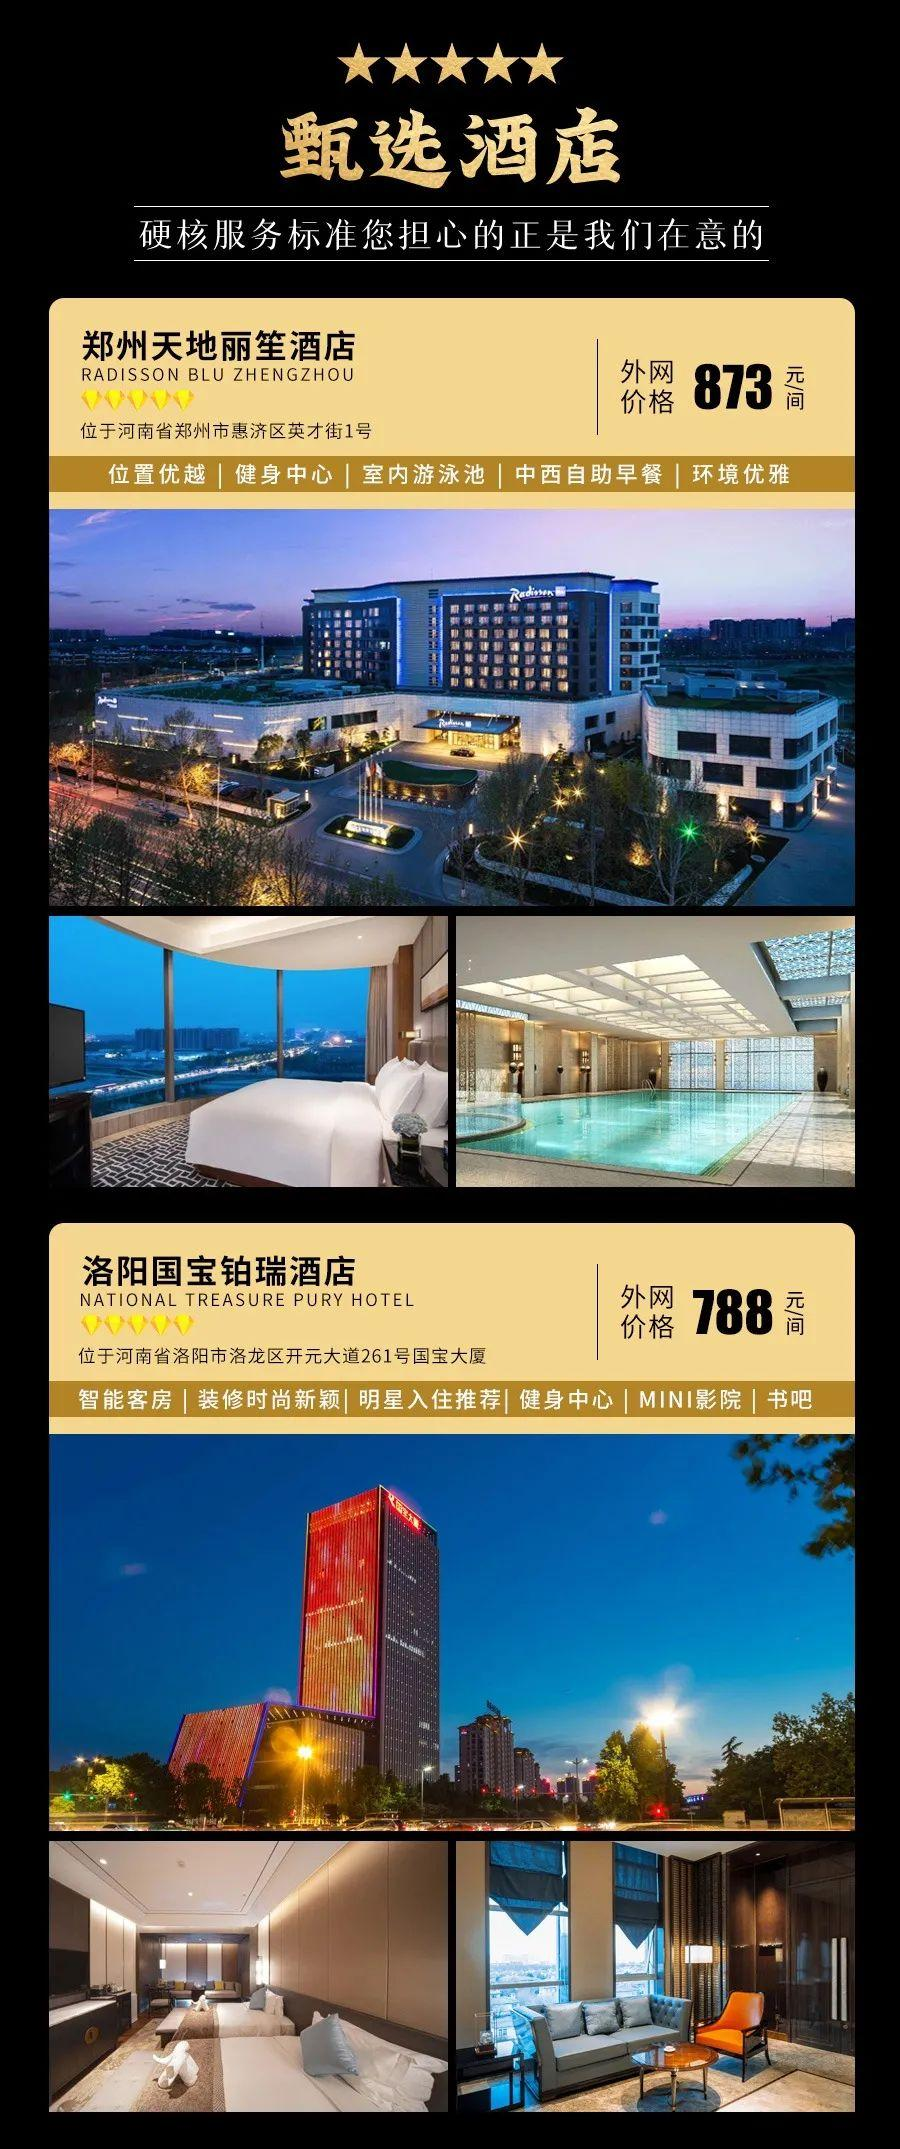 甄选酒店
硬核服务标准您担心的正是我们在意的
郑州天地丽笙酒店
RADISSON BLU ZHENGZHOU
位于河南省郑州市惠济区英才街1号
外网
价格
873
元/间
位置优越 | 健身中心 | 室内游泳池 | 中西自助早餐 | 环境优雅
Radisson
Radisson
Radisson
洛阳国宝铂瑞酒店
NATIONAL TREASURE PURY HOTEL
位于河南省洛阳市洛龙区开元大道261号国宝大厦
外网
价格
788
元/间
智能客房 | 装修时尚新颖| 明星入住推荐| 健身中心 | MINI影院 | 书吧
国宝大厦